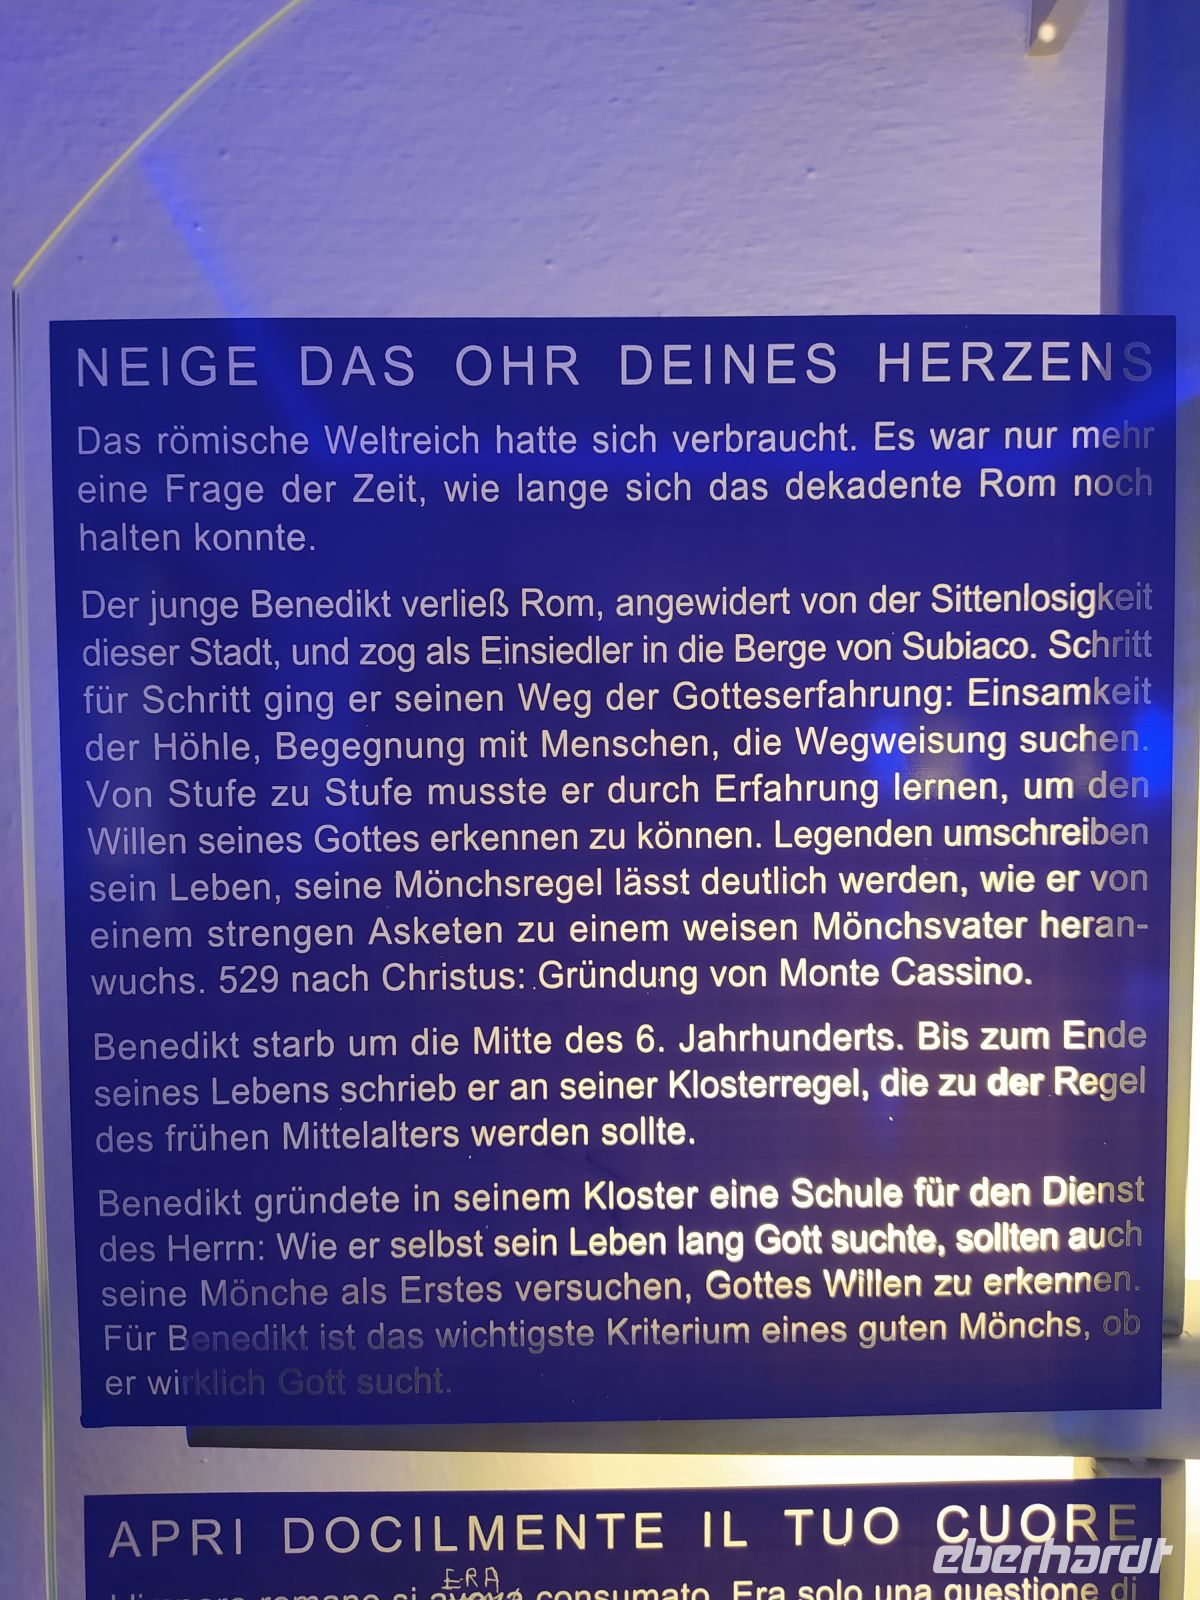 NEIGE DAS OHR DEINES HERZENS
Das römische Weltreich hatte sich verbraucht. Es war nur mehr
eine Frage der Zeit, wie lange sich das dekadente Rom noch
halten konnte.
Der junge Benedikt verließ Rom, angewidert von der Sittenlosigkeit
dieser Stadt, und zog als Einsiedler in die Berge von Subiaco. Schritt
für Schritt ging er seinen Weg der Gotteserfahrung: Einsamkeit
der Höhle, Begegnung mit Menschen, die Wegweisung suchen.
Von Stufe zu Stufe musste er durch Erfahrung lernen, um den
Willen seines Gottes erkennen zu können. Legenden umschreiben
sein Leben, seine Mönchsregel lässt deutlich werden, wie er von
einem strengen Asketen zu einem weisen Mönchsvater heran-
wuchs. 529 nach Christus: Gründung von Monte Cassino.
Benedikt starb um die Mitte des 6. Jahrhunderts. Bis zum Ende
seines Lebens schrieb er an seiner Klosterregel, die zu der Regel
des frühen Mittelalters werden sollte.
Benedikt gründete in seinem Kloster eine Schule für den Dienst
des Herrn: Wie er selbst sein Leben lang Gott suchte, sollten auch
seine Mönche als Erstes versuchen, Gottes Willen zu erkennen.
Für Benedikt ist das wichtigste Kriterium eines guten Mönchs, ob
er wirklich Gott sucht.
APRI DOCILMENTE IL TUO CUORE
eberhardt
ERA
romano si consumato. Era solo una questione di